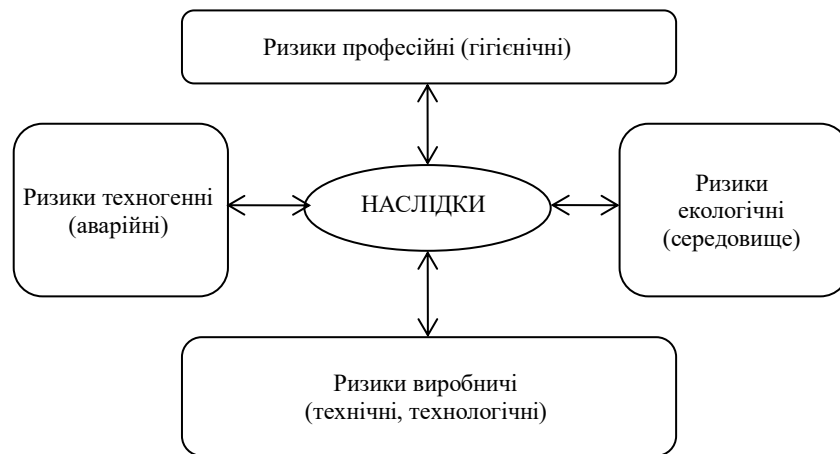 Ризики професійні (гігієнічні)
Ризики техногенні
(аварійні)
НАСЛІДКИ
Ризики
екологічні
(середовище)
Ризики виробничі
(технічні, технологічні)